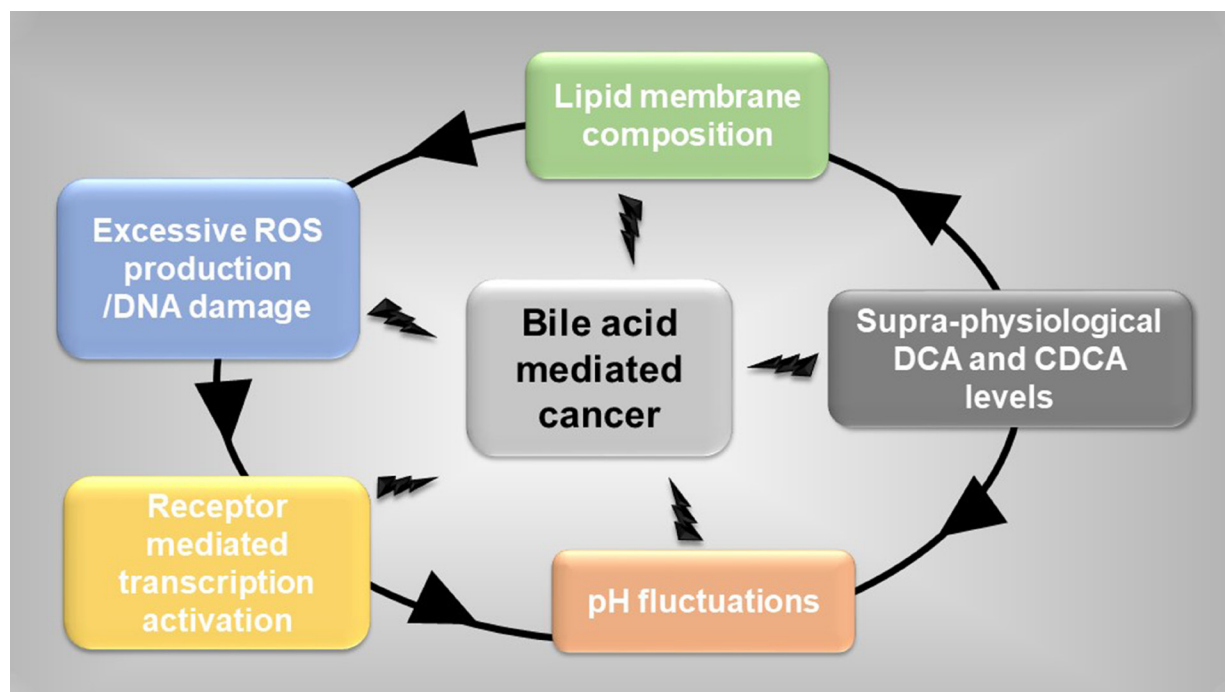 Lipid membrane
composition
Excessive ROS
production
/DNA damage
Bile acid
mediated
cancer
Supra-physiological
DCA and CDCA
levels
Receptor
mediated
transcription
activation
pH fluctuations